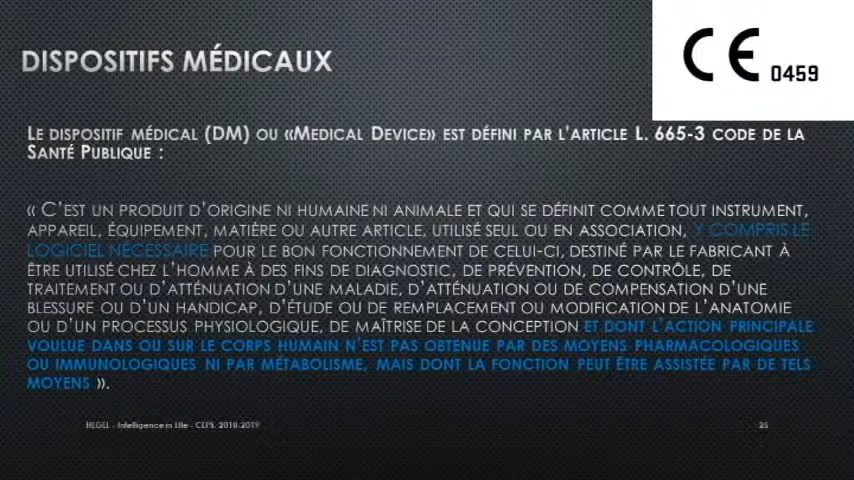 DISPOSITIFS MÉDICAUX
CE 0459
LE DISPOSITIF MÉDICAL (DM) OU «MEDICAL DEVICE» EST DÉFINI PAR L'ARTICLE L. 665-3 CODE DE LA
SANTÉ PUBLIQUE :
« C'EST UN PRODUIT D'ORIGINE NI HUMAINE NI ANIMALE ET QUI SE DÉFINIT COMME TOUT INSTRUMENT,
APPAREIL, ÉQUIPEMENT, MATIÈRE OU AUTRE ARTICLE, UTILISÉ SEUL OU EN ASSOCIATION, Y COMPRIS LE
LOGICIEL NÉCESSAIRE POUR LE BON FONCTIONNEMENT DE CELUI-CI, DESTINÉ PAR LE FABRICANT À
ÊTRE UTILISÉ CHEZ L'HOMME À DES FINS DE DIAGNOSTIC, DE PRÉVENTION, DE CONTRÔLE, DE
TRAITEMENT OU D'ATTÉNUATION D'UNE MALADIE, D'ATTÉNUATION OU DE COMPENSATION D'UNE
BLESSURE OU D'UN HANDICAP, D'ÉTUDE OU DE REMPLACEMENT OU MODIFICATION DE L'ANATOMIE
OU D'UN PROCESSUS PHYSIOLOGIQUE, DE MAÎTRISE DE LA CONCEPTION ET DONT L'ACTION PRINCIPALE
VOULUE DANS OU SUR LE CORPS HUMAIN N'EST PAS OBTENUE PAR DES MOYENS PHARMACOLOGIQUES
OU IMMUNOLOGIQUES NI PAR MÉTABOLISME, MAIS DONT LA FONCTION PEUT ÊTRE ASSISTÉE PAR DE TELS
MOYENS ».
- Intelligence in Life - CEPS, 2018-2019